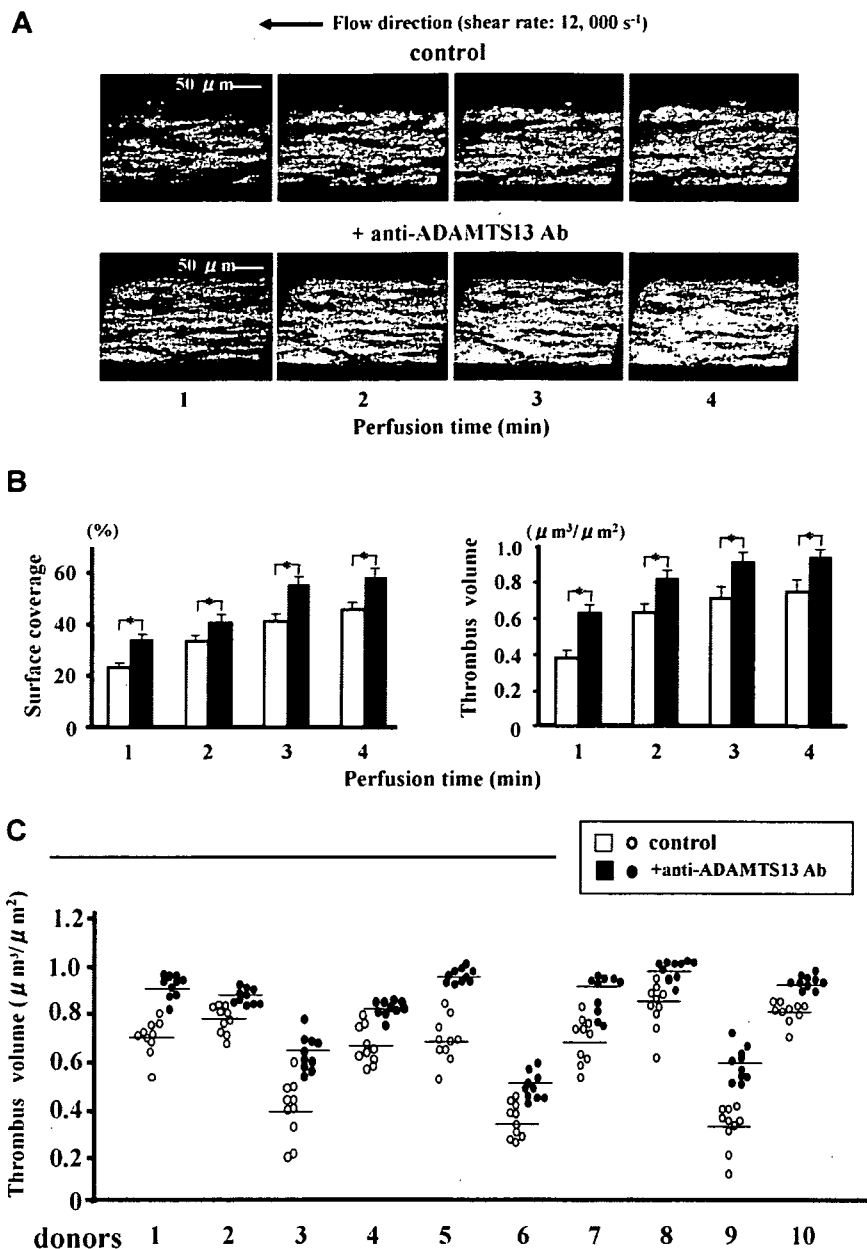 A
Flow direction (shear rate: 12, 000 s⁻¹)
control
50 μm
+ anti-ADAMTS13 Ab
50 μm
1 2 3 4
Perfusion time (min)
B
(%)
Surface coverage
60
40
20
0
1 2 3 4
(μm³/μm²)
Thrombus volume
1.0
0.8
0.6
0.4
0.2
0
1 2 3 4
* * * * * * * *
Perfusion time (min)
C
control
+anti-ADAMTS13 Ab
Thrombus volume (μm³/μm²)
1.2
1.0
0.8
0.6
0.4
0.2
0
donors 1 2 3 4 5 6 7 8 9 10